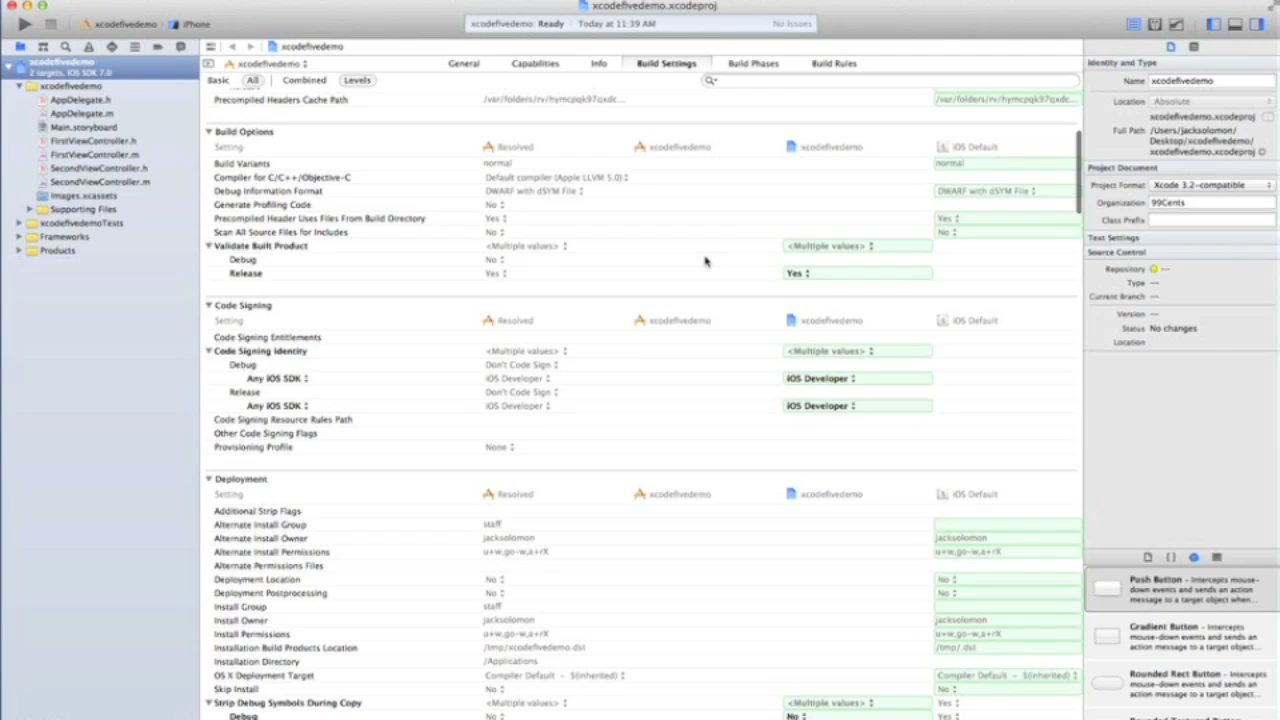 xcodefivedemo.xcodeproj
xcodefivedemo › iPhone
xcodefivedemo: Ready | Today at 11:39 AM
No Issues
xcodefivedemo
2 targets, iOS SDK 7.0
xcodefivedemo
AppDelegate.h
AppDelegate.m
Main.storyboard
FirstViewController.h
FirstViewController.m
SecondViewController.h
SecondViewController.m
Images.xcassets
Supporting Files
xcodefivedemoTests
Frameworks
Products
xcodefivedemo
xcodefivedemo
General Capabilities Info Build Settings Build Phases Build Rules
Basic All Combined Levels
Precompiled Headers Cache Path /var/folders/rv/hymcpqk97qxdc... /var/folders/rv/hymcpqk97qxdc...
Build Options
Setting Resolved xcodefivedemo xcodefivedemo iOS Default
Build Variants normal normal
Compiler for C/C++/Objective-C Default compiler (Apple LLVM 5.0)
Debug Information Format DWARF with dSYM File DWARF with dSYM File
Generate Profiling Code No
Precompiled Header Uses Files From Build Directory Yes Yes
Scan All Source Files for Includes No No
Validate Built Product <Multiple values> <Multiple values>
Debug No
Release Yes Yes
Code Signing
Setting Resolved xcodefivedemo xcodefivedemo iOS Default
Code Signing Entitlements
Code Signing Identity <Multiple values> <Multiple values>
Debug Don't Code Sign
Any iOS SDK iOS Developer iOS Developer
Release Don't Code Sign
Any iOS SDK iOS Developer iOS Developer
Code Signing Resource Rules Path
Other Code Signing Flags
Provisioning Profile None
Deployment
Setting Resolved xcodefivedemo xcodefivedemo iOS Default
Additional Strip Flags
Alternate Install Group staff
Alternate Install Owner jacksolomon jacksolomon
Alternate Install Permissions u+w,go-w,a+rX u+w,go-w,a+rX
Alternate Permissions Files
Deployment Location No No
Deployment Postprocessing No No
Install Group staff
Install Owner jacksolomon jacksolomon
Install Permissions u+w,go-w,a+rX u+w,go-w,a+rX
Installation Build Products Location /tmp/xcodefivedemo.dst /tmp/.dst
Installation Directory /Applications
OS X Deployment Target Compiler Default - $(inherited) Compiler Default - $(inherited)
Skip Install No No
Strip Debug Symbols During Copy <Multiple values> <Multiple values> Yes
Debug No No Yes
Identity and Type
Name xcodefivedemo
Location Absolute
xcodefivedemo.xcodeproj
Full Path /Users/jacksolomon/
Desktop/xcodefivedemo/
xcodefivedemo.xcodeproj
Project Document
Project Format Xcode 3.2-compatible
Organization 99Cents
Class Prefix
Text Settings
Source Control
Repository --
Type --
Current Branch --
Version --
Status No changes
Location
Push Button - Intercepts mouse-
down events and sends an action
message to a target object when...
Gradient Button - Intercepts
mouse-down events and sends an
action message to a target object...
Rounded Rect Button - Intercepts
mouse-down events and sends an
action message to a target object...